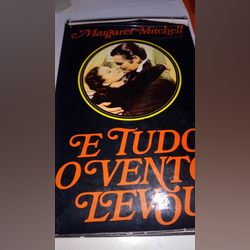 Margaret Mitchell
E TUDO
O VENTO
LEVOU